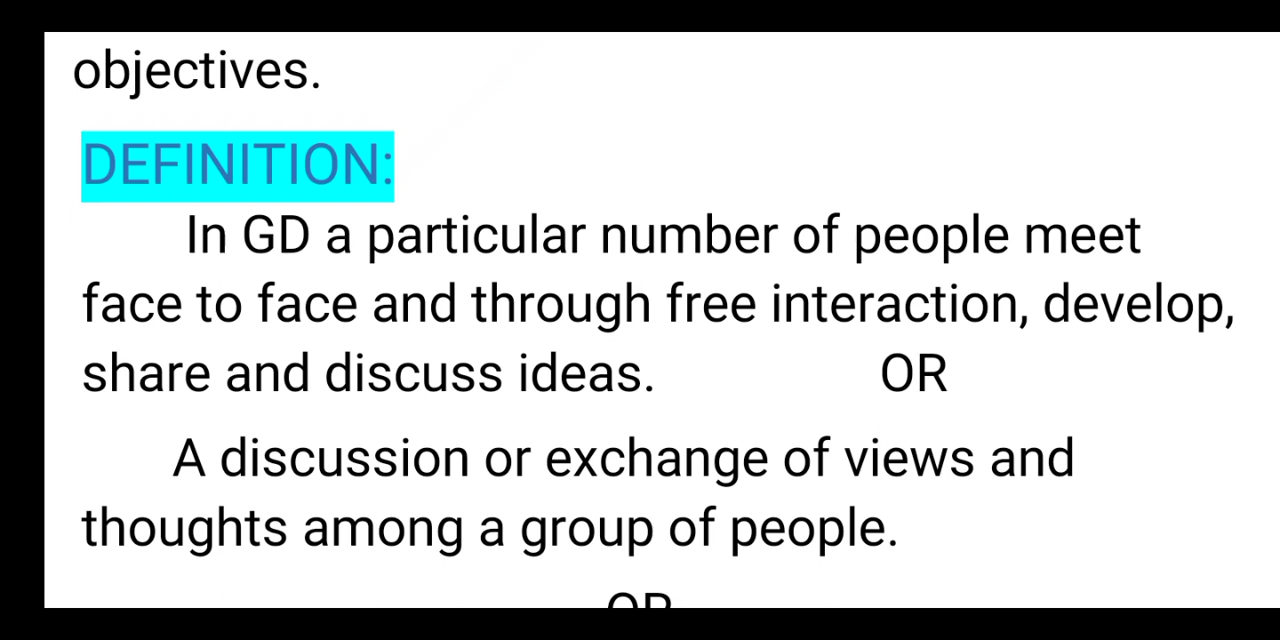 objectives.
DEFINITION:
In GD a particular number of people meet
face to face and through free interaction, develop,
share and discuss ideas. OR
A discussion or exchange of views and
thoughts among a group of people.
OR